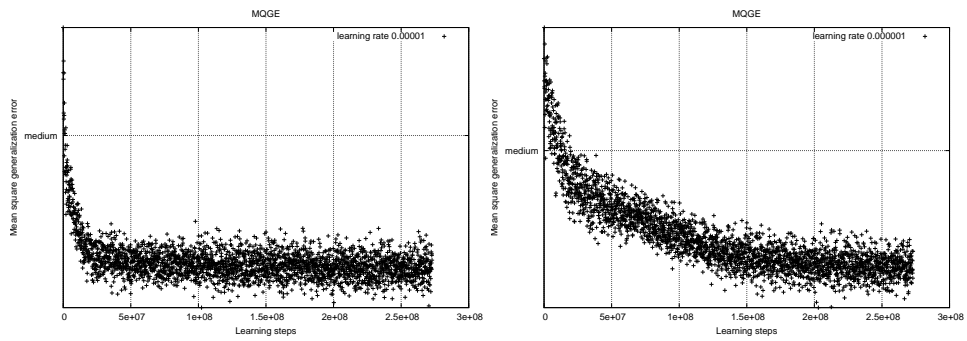 MQGE
learning rate 0.00001
Mean square generalization error
medium
0 5e+07 1e+08 1.5e+08 2e+08 2.5e+08 3e+08
Learning steps
MQGE
learning rate 0.000001
Mean square generalization error
medium
0 5e+07 1e+08 1.5e+08 2e+08 2.5e+08 3e+08
Learning steps